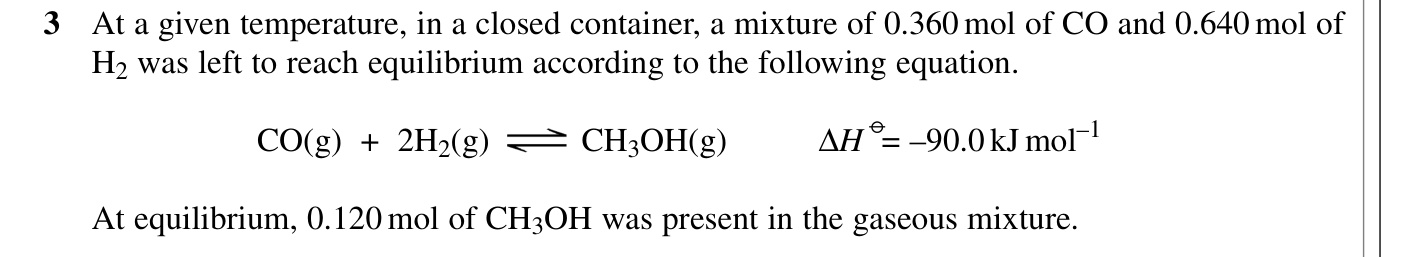 3 At a given temperature, in a closed container, a mixture of 0.360 mol of CO and 0.640 mol of
H₂ was left to reach equilibrium according to the following equation.
CO(g) + 2H₂(g) ⇌ CH₃OH(g) ΔH⦵= –90.0 kJ mol⁻¹
At equilibrium, 0.120 mol of CH₃OH was present in the gaseous mixture.